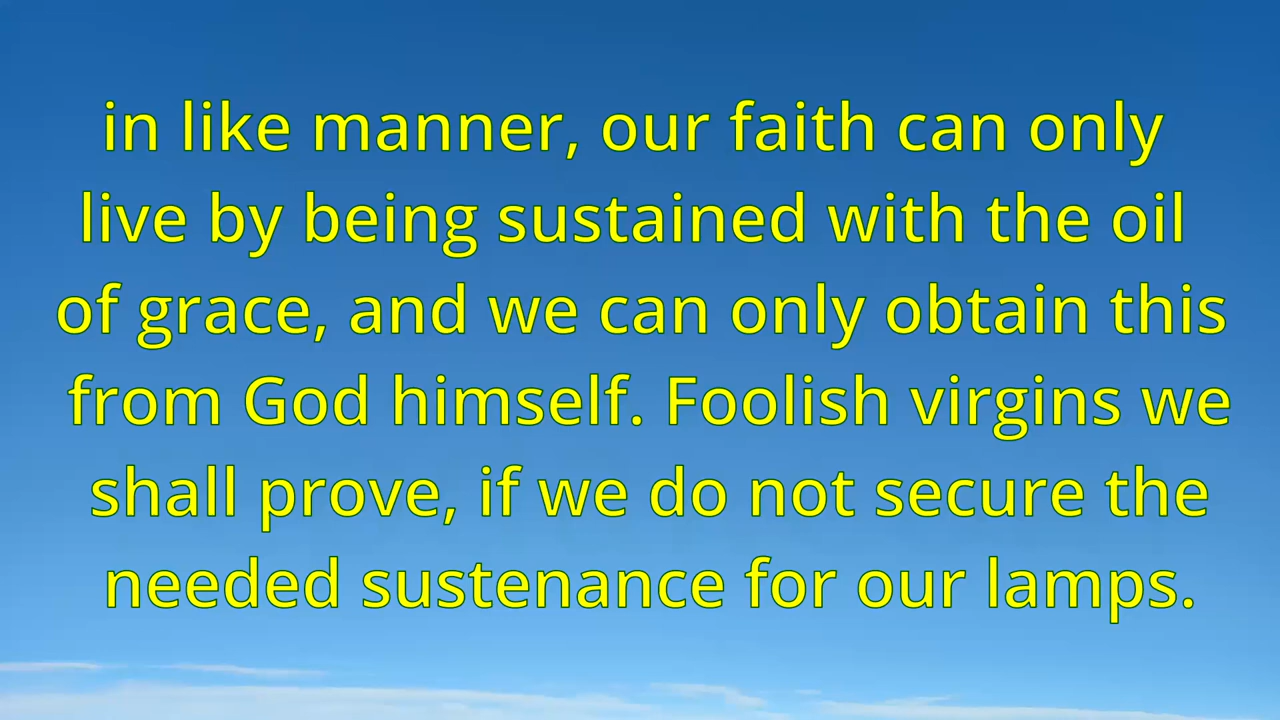 in like manner, our faith can only
live by being sustained with the oil
of grace, and we can only obtain this
from God himself. Foolish virgins we
shall prove, if we do not secure the
needed sustenance for our lamps.